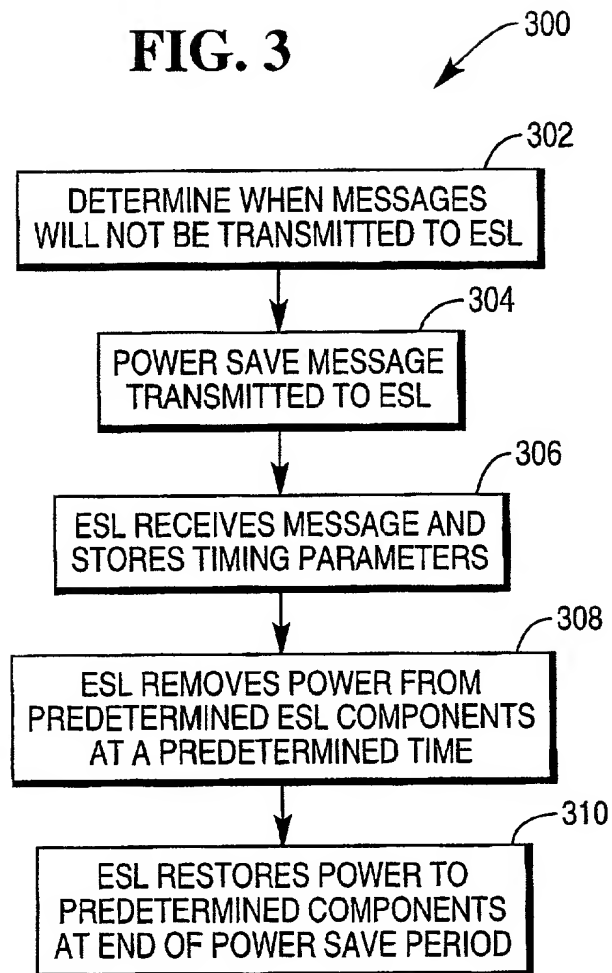 FIG. 3
300
302
DETERMINE WHEN MESSAGES
WILL NOT BE TRANSMITTED TO ESL
304
POWER SAVE MESSAGE
TRANSMITTED TO ESL
306
ESL RECEIVES MESSAGE AND
STORES TIMING PARAMETERS
308
ESL REMOVES POWER FROM
PREDETERMINED ESL COMPONENTS
AT A PREDETERMINED TIME
310
ESL RESTORES POWER TO
PREDETERMINED COMPONENTS
AT END OF POWER SAVE PERIOD